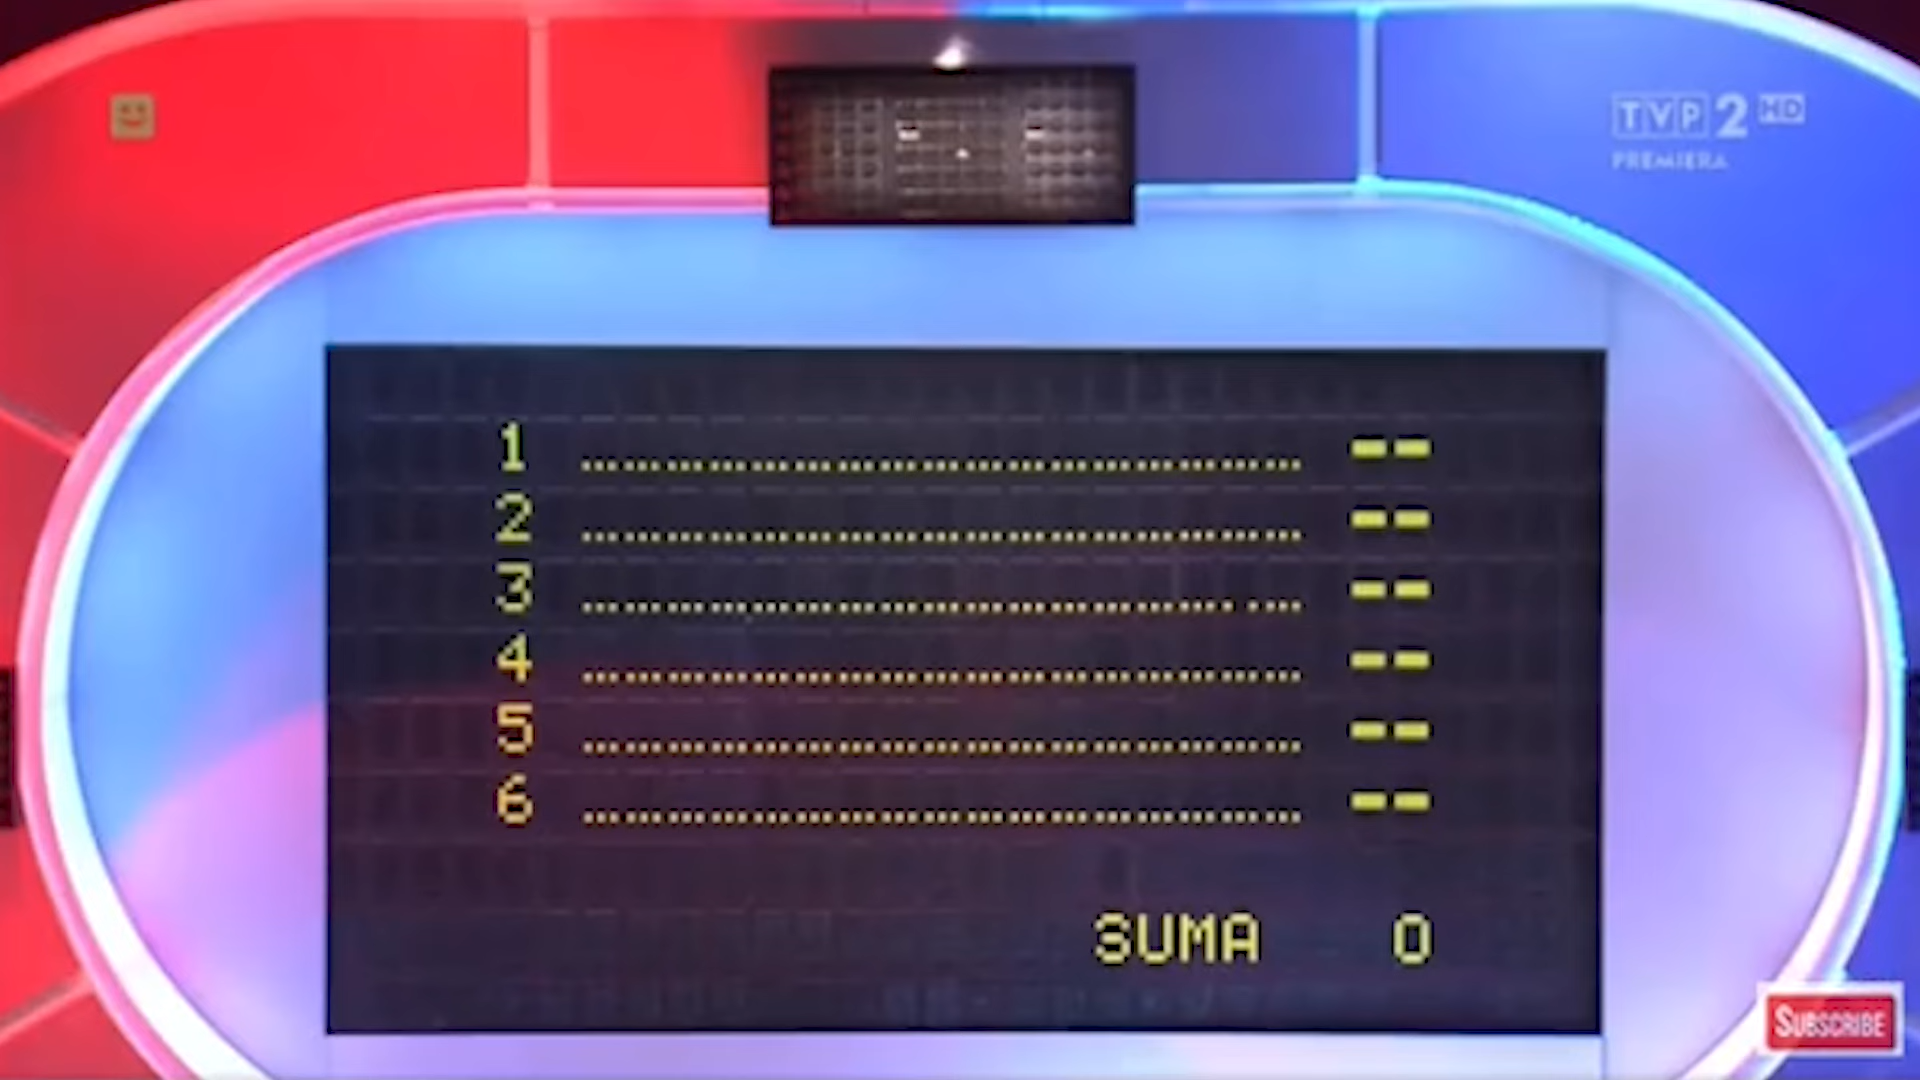 TVP 2 HD
PREMIERA
1 .................................................. --
2 .................................................. --
3 .................................................. --
4 .................................................. --
5 .................................................. --
6 .................................................. --
SUMA 0
SUBSCRIBE